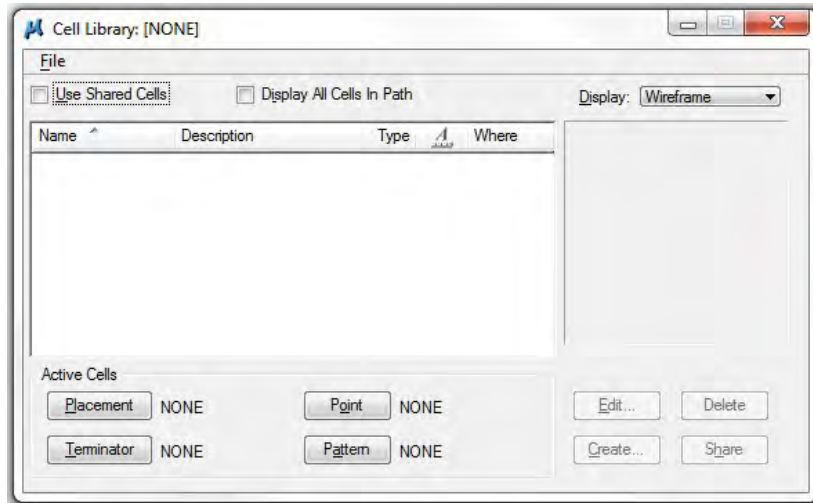 Cell Library: [NONE]
File
Use Shared Cells Display All Cells In Path Display: Wireframe
Name Description Type Where
Active Cells
Placement NONE Point NONE Edit... Delete
Terminator NONE Pattern NONE Create... Share